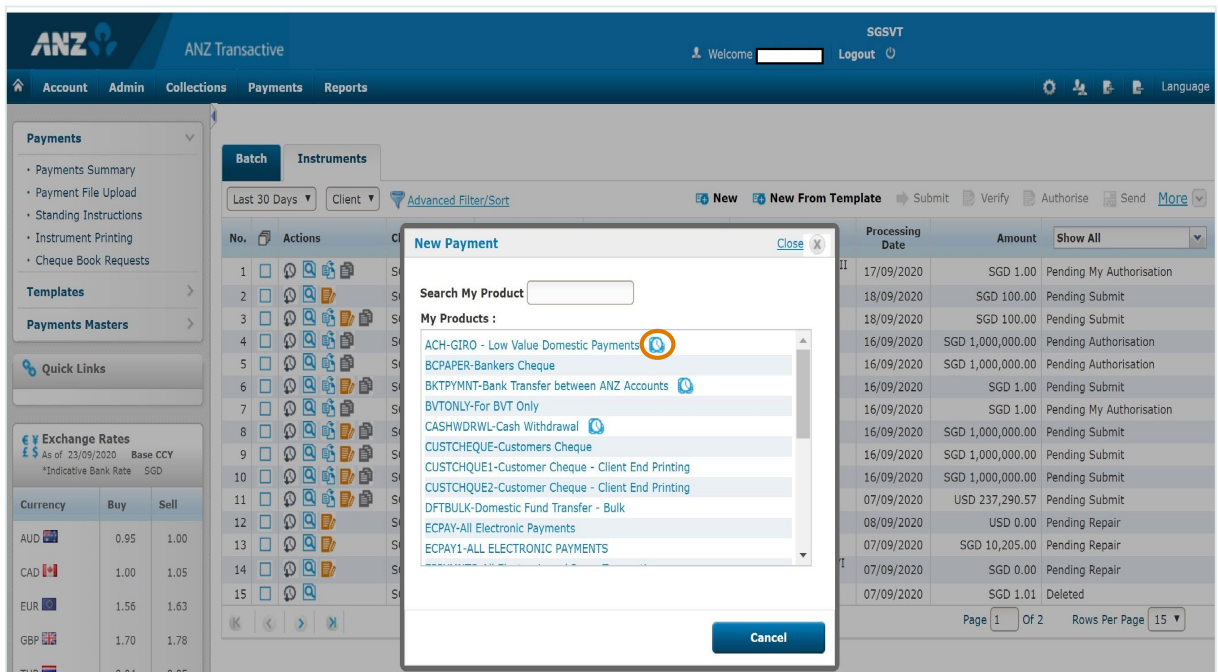 ANZ
ANZ Transactive
SGSVT
Welcome
Logout
Account Admin Collections Payments Reports Language
Payments
Payments Summary
Payment File Upload
Standing Instructions
Instrument Printing
Cheque Book Requests
Templates
Payments Masters
Quick Links
Exchange Rates
As of 23/09/2020 Base CCY
*Indicative Bank Rate SGD
Currency Buy Sell
AUD 0.95 1.00
CAD 1.00 1.05
EUR 1.56 1.63
GBP 1.70 1.78
Batch Instruments
Last 30 Days Client Advanced Filter/Sort New New From Template Submit Verify Authorise Send More
No. Actions Processing Date Amount Show All
1 17/09/2020 SGD 1.00 Pending My Authorisation
2 18/09/2020 SGD 100.00 Pending Submit
3 18/09/2020 SGD 100.00 Pending Submit
4 16/09/2020 SGD 1,000,000.00 Pending Authorisation
5 16/09/2020 SGD 1,000,000.00 Pending Authorisation
6 16/09/2020 SGD 1.00 Pending Submit
7 16/09/2020 SGD 1.00 Pending My Authorisation
8 16/09/2020 SGD 1,000,000.00 Pending Submit
9 16/09/2020 SGD 1,000,000.00 Pending Submit
10 16/09/2020 SGD 1,000,000.00 Pending Submit
11 07/09/2020 USD 237,290.57 Pending Submit
12 08/09/2020 USD 0.00 Pending Repair
13 07/09/2020 SGD 10,205.00 Pending Repair
14 07/09/2020 SGD 0.00 Pending Repair
15 07/09/2020 SGD 1.01 Deleted
Page 1 Of 2 Rows Per Page 15
New Payment Close X
Search My Product
My Products :
ACH-GIRO - Low Value Domestic Payments
BCPAPER-Bankers Cheque
BKTPYMNT-Bank Transfer between ANZ Accounts
BVTONLY-For BVT Only
CASHWDRWL-Cash Withdrawal
CUSTCHEQUE-Customers Cheque
CUSTCHQUE1-Customer Cheque - Client End Printing
CUSTCHQUE2-Customer Cheque - Client End Printing
DFTBULK-Domestic Fund Transfer - Bulk
ECPAY-All Electronic Payments
ECPAY1-ALL ELECTRONIC PAYMENTS
Cancel